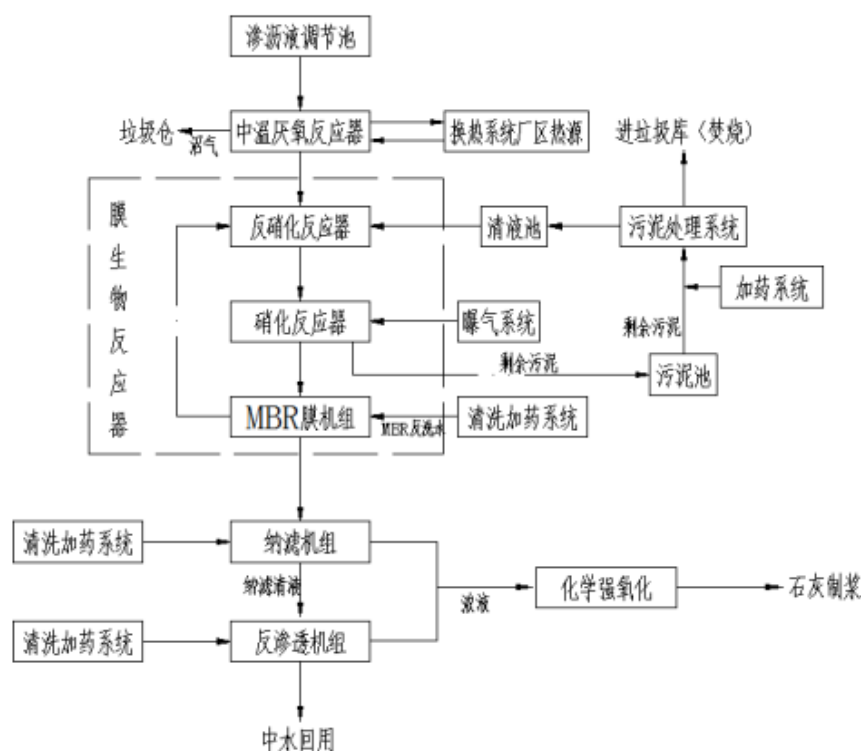 渗沥液调节池
垃圾仓
沼气
中温厌氧反应器
换热系统厂区热源
进垃圾库（焚烧）
膜生物反应器
反硝化反应器
清液池
污泥处理系统
加药系统
硝化反应器
曝气系统
剩余污泥
剩余污泥
污泥池
MBR膜机组
MBR反洗水
清洗加药系统
清洗加药系统
纳滤机组
纳滤清液
浓液
化学强氧化
石灰制浆
清洗加药系统
反渗透机组
中水回用